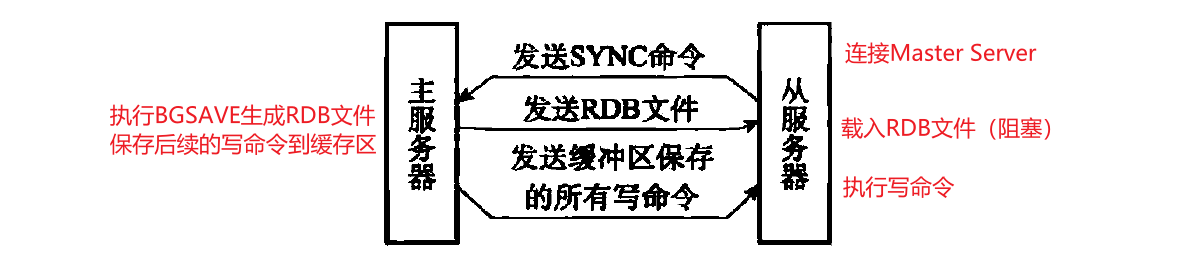 发送SYNC命令
连接Master Server
主服务器
从服务器
执行BGSAVE生成RDB文件
保存后续的写命令到缓存区
发送RDB文件
载入RDB文件（阻塞）
发送缓冲区保存
的所有写命令
执行写命令